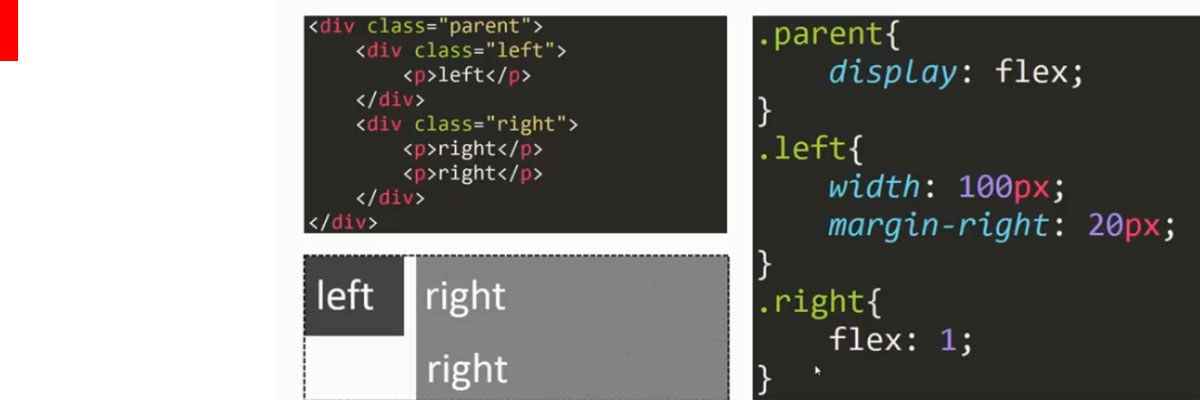 <div class="parent">
    <div class="left">
        <p>left</p>
    </div>
    <div class="right">
        <p>right</p>
        <p>right</p>
    </div>
</div>
left
right
right
.parent{
    display: flex;
}
.left{
    width: 100px;
    margin-right: 20px;
}
.right{
    flex: 1;
}